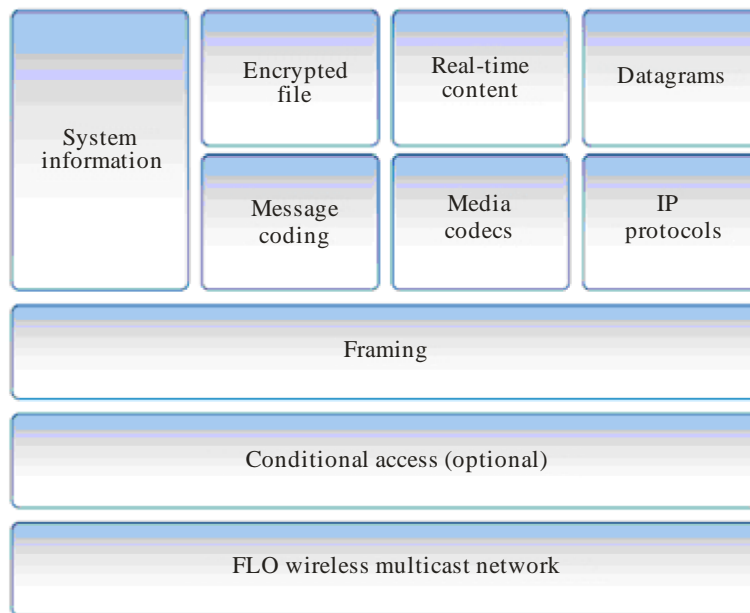 System
information
Encrypted
file
Real-time
content
Datagrams
Message
coding
Media
codecs
IP
protocols
Framing
Conditional access (optional)
FLO wireless multicast network